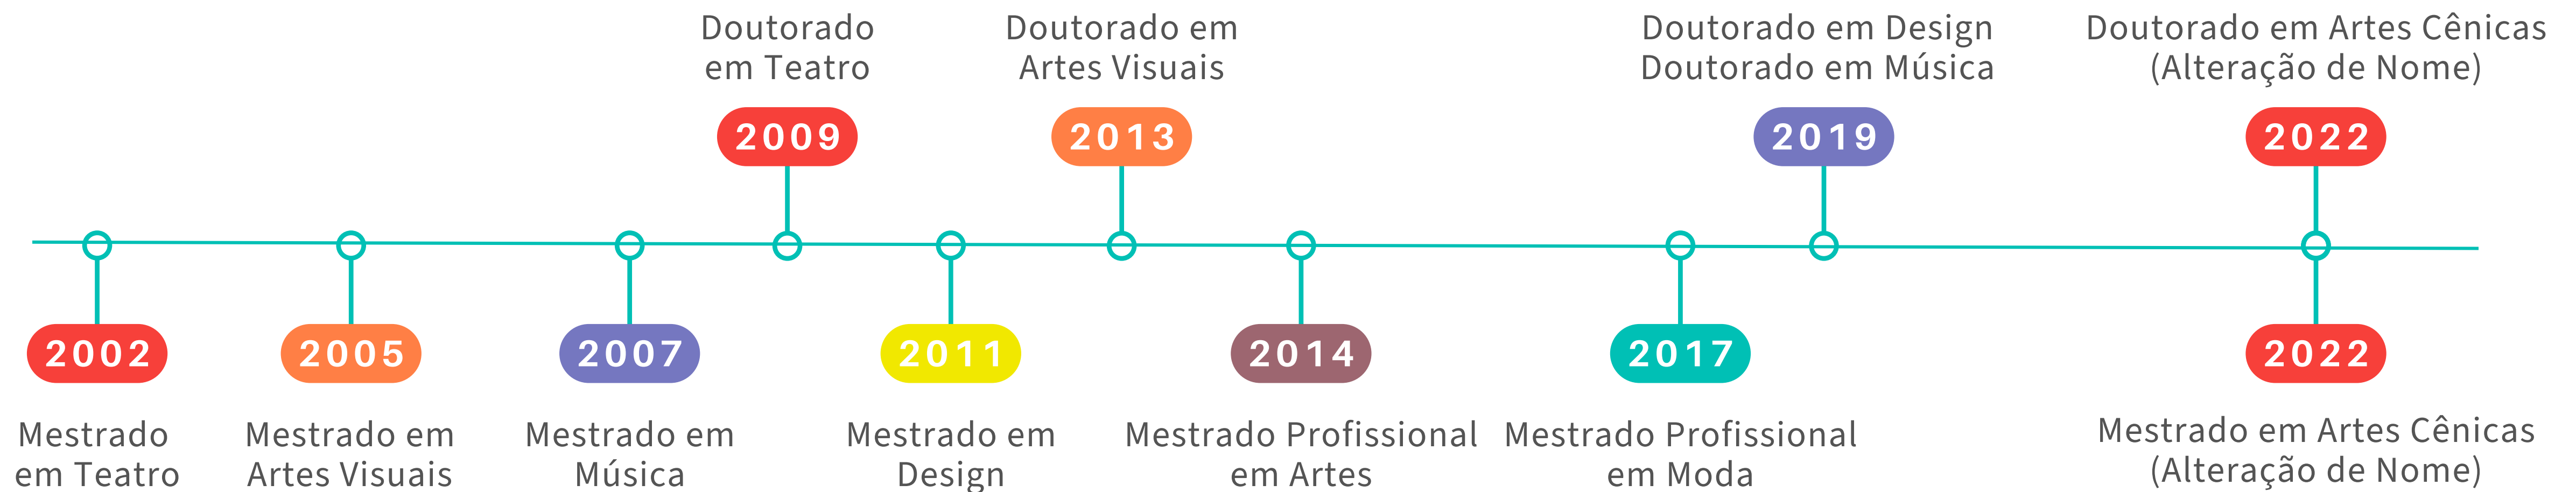 Doutorado
em Teatro
2009
Doutorado em
Artes Visuais
2013
Doutorado em Design
Doutorado em Música
2019
Doutorado em Artes Cênicas
(Alteração de Nome)
2022
2002
Mestrado
em Teatro
2005
Mestrado em
Artes Visuais
2007
Mestrado em
Música
2011
Mestrado em
Design
2014
Mestrado Profissional
em Artes
2017
Mestrado Profissional
em Moda
2022
Mestrado em Artes Cênicas
(Alteração de Nome)